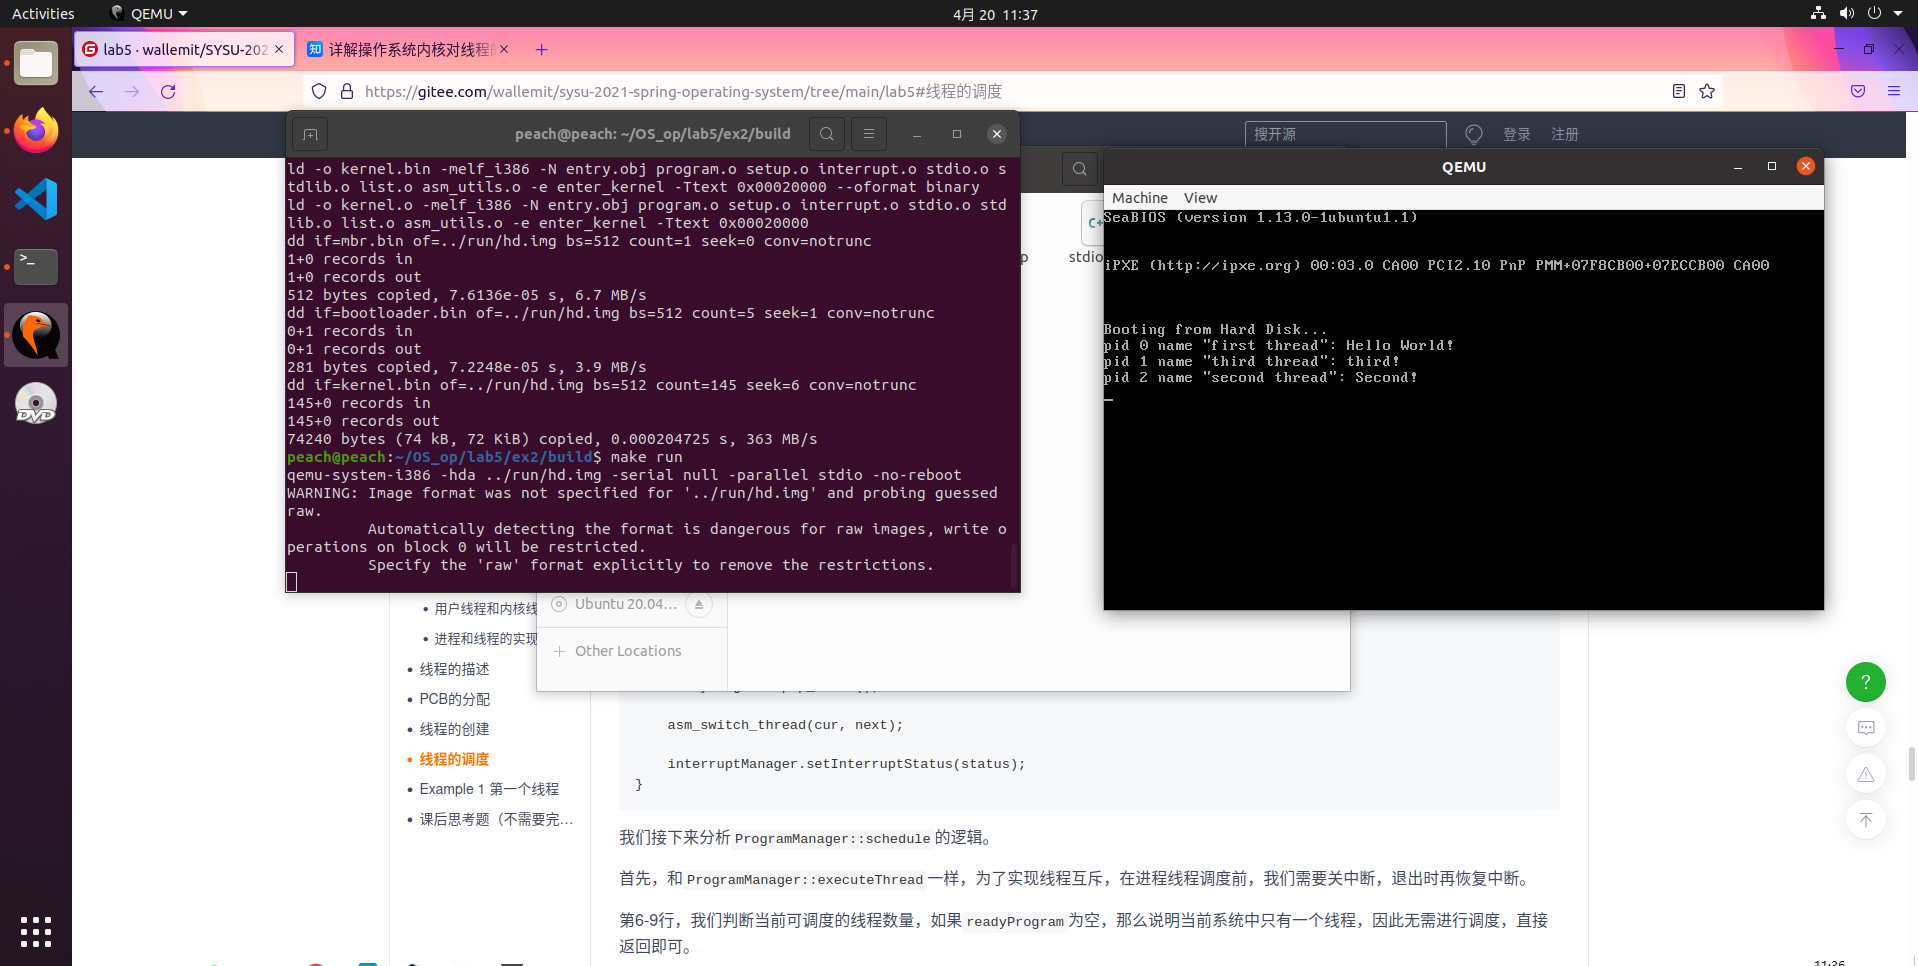 Activities
QEMU
4月 20 11:37
lab5 · wallemit/SYSU-202
详解操作系统内核对线程的
https://gitee.com/wallemit/sysu-2021-spring-operating-system/tree/main/lab5#线程的调度
搜开源
登录
注册
peach@peach: ~/OS_op/lab5/ex2/build
ld -o kernel.bin -melf_i386 -N entry.obj program.o setup.o interrupt.o stdio.o s
tdlib.o list.o asm_utils.o -e enter_kernel -Ttext 0x00020000 --oformat binary
ld -o kernel.o -melf_i386 -N entry.obj program.o setup.o interrupt.o stdio.o std
lib.o list.o asm_utils.o -e enter_kernel -Ttext 0x00020000
dd if=mbr.bin of=../run/hd.img bs=512 count=1 seek=0 conv=notrunc
1+0 records in
1+0 records out
512 bytes copied, 7.6136e-05 s, 6.7 MB/s
dd if=bootloader.bin of=../run/hd.img bs=512 count=5 seek=1 conv=notrunc
0+1 records in
0+1 records out
281 bytes copied, 7.2248e-05 s, 3.9 MB/s
dd if=kernel.bin of=../run/hd.img bs=512 count=145 seek=6 conv=notrunc
145+0 records in
145+0 records out
74240 bytes (74 kB, 72 KiB) copied, 0.000204725 s, 363 MB/s
peach@peach:~/OS_op/lab5/ex2/build$ make run
qemu-system-i386 -hda ../run/hd.img -serial null -parallel stdio -no-reboot
WARNING: Image format was not specified for '../run/hd.img' and probing guessed
raw.
Automatically detecting the format is dangerous for raw images, write o
perations on block 0 will be restricted.
Specify the 'raw' format explicitly to remove the restrictions.
C++
p
stdio
QEMU
Machine View
SeaBIOS (version 1.13.0-1ubuntu1.1)
iPXE (http://ipxe.org) 00:03.0 CA00 PCI2.10 PnP PMM+07F8CB00+07ECCB00 CA00
Booting from Hard Disk...
pid 0 name "first thread": Hello World!
pid 1 name "third thread": third!
pid 2 name "second thread": Second!
Ubuntu 20.04...
Other Locations
用户线程和内核线
进程和线程的实现
线程的描述
PCB的分配
线程的创建
线程的调度
Example 1 第一个线程
课后思考题（不需要完...
asm_switch_thread(cur, next);
interruptManager.setInterruptStatus(status);
}
我们接下来分析 ProgramManager::schedule 的逻辑。
首先，和 ProgramManager::executeThread 一样，为了实现线程互斥，在进程线程调度前，我们需要关中断，退出时再恢复中断。
第6-9行，我们判断当前可调度的线程数量，如果 readyProgram 为空，那么说明当前系统中只有一个线程，因此无需进行调度，直接
返回即可。
DVD
>_
?